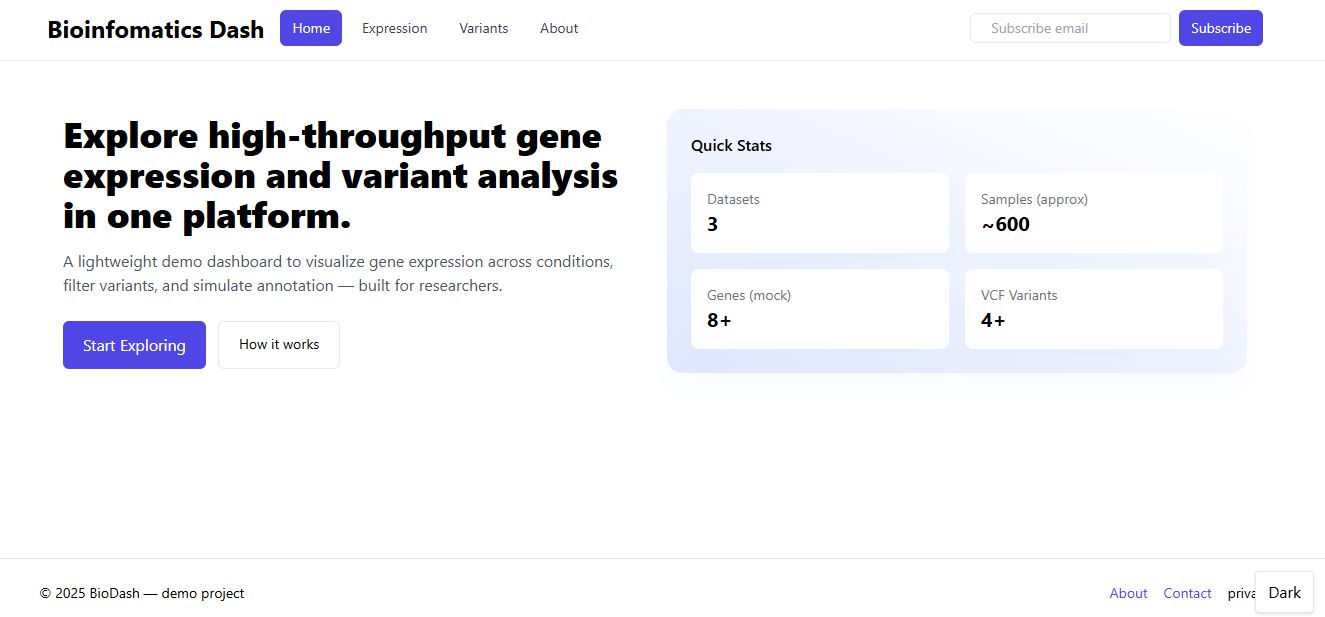 Bioinfomatics Dash
Home
Expression
Variants
About
Subscribe email
Subscribe
Explore high-throughput gene
expression and variant analysis
in one platform.
A lightweight demo dashboard to visualize gene expression across conditions,
filter variants, and simulate annotation — built for researchers.
Start Exploring
How it works
Quick Stats
Datasets
3
Samples (approx)
~600
Genes (mock)
8+
VCF Variants
4+
© 2025 BioDash — demo project
About
Contact
Dark